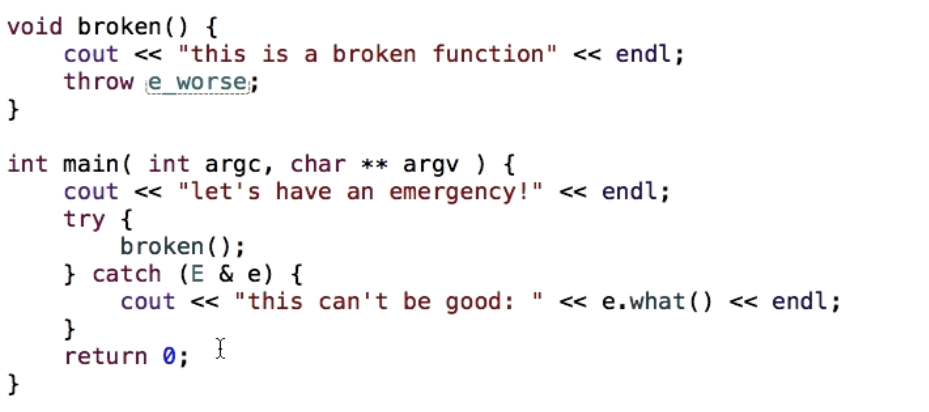 void broken() {
    cout << "this is a broken function" << endl;
    throw e_worse;
}

int main( int argc, char ** argv ) {
    cout << "let's have an emergency!" << endl;
    try {
        broken();
    } catch (E & e) {
        cout << "this can't be good: " << e.what() << endl;
    }
    return 0;
}